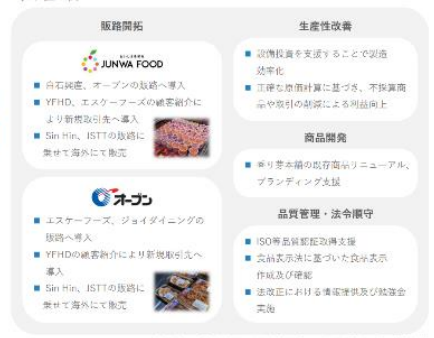 販路開拓
JUNWA FOOD
■ 白石純産、オーブンの販路へ導入
■ YFHD、エスケーフーズの顧客紹介に
より新規取引先へ導入
■ Sin Hin、ISTTの販路に
乗せて海外にて販売
オーブン
■ エスケーフーズ、ジョイダイニングの
販路へ導入
■ YFHDの顧客紹介により新規取引先へ
導入
■ Sin Hin、ISTTの販路に
乗せて海外にて販売
生産性改善
■ 設備投資を支援することで製造
効率化
■ 正確な原価計算に基づき、不採算商
品や取引の削減による利益向上
商品開発
■ 香り芽本舗の既存商品リニューアル、
ブランディング支援
品質管理・法令順守
■ ISO等品質認証取得支援
■ 食品表示法に基づいた食品表示
作成及び確認
■ 法改正における情報提供及び勉強会
実施